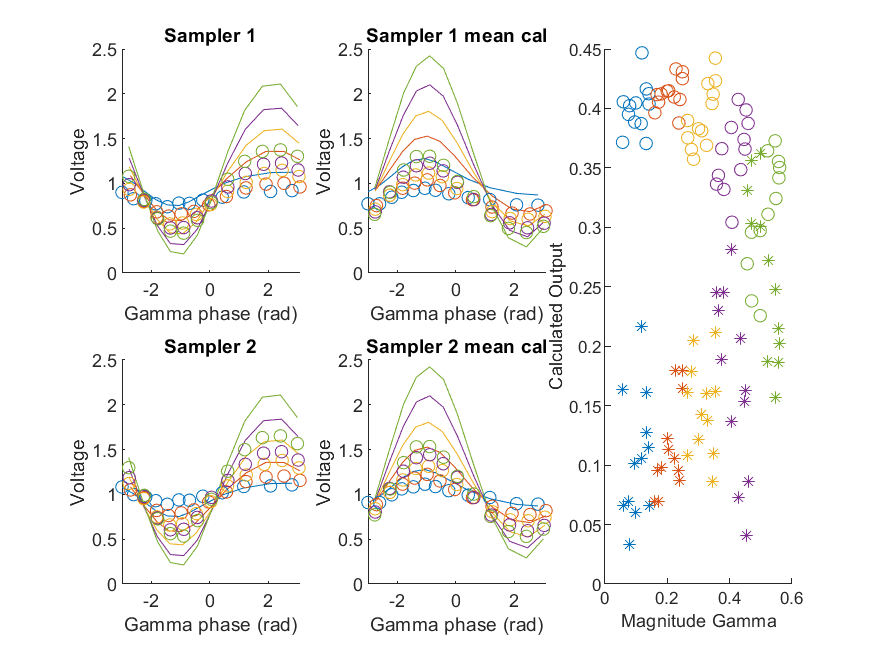 Sampler 1
2.5
2
1.5
1
0.5
0
Voltage
-2 0 2
Gamma phase (rad)
Sampler 1 mean cal
2.5
2
1.5
1
0.5
0
Voltage
-2 0 2
Gamma phase (rad)
Sampler 2
2.5
2
1.5
1
0.5
0
Voltage
-2 0 2
Gamma phase (rad)
Sampler 2 mean cal
2.5
2
1.5
1
0.5
0
Voltage
-2 0 2
Gamma phase (rad)
0.45
0.4
0.35
0.3
0.25
0.2
0.15
0.1
0.05
0
Calculated Output
0 0.2 0.4 0.6
Magnitude Gamma